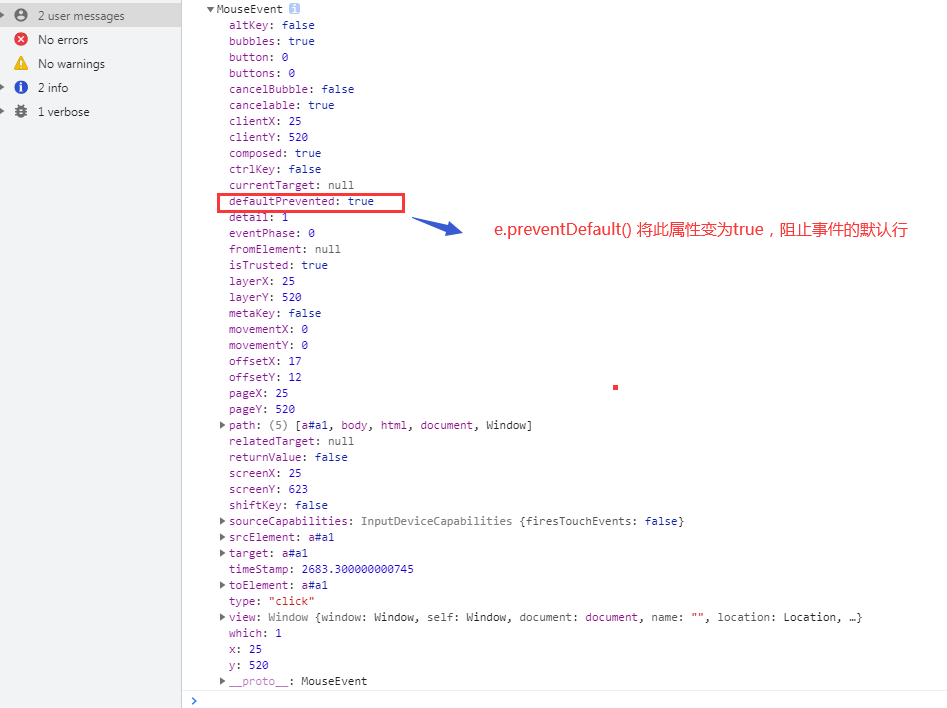 2 user messages
No errors
No warnings
2 info
1 verbose
MouseEvent i
altKey: false
bubbles: true
button: 0
buttons: 0
cancelBubble: false
cancelable: true
clientX: 25
clientY: 520
composed: true
ctrlKey: false
currentTarget: null
defaultPrevented: true
detail: 1
e.preventDefault() 将此属性变为true，阻止事件的默认行
eventPhase: 0
fromElement: null
isTrusted: true
layerX: 25
layerY: 520
metaKey: false
movementX: 0
movementY: 0
offsetX: 17
offsetY: 12
pageX: 25
pageY: 520
path: (5) [a#a1, body, html, document, Window]
relatedTarget: null
returnValue: false
screenX: 25
screenY: 623
shiftKey: false
sourceCapabilities: InputDeviceCapabilities {firesTouchEvents: false}
srcElement: a#a1
target: a#a1
timeStamp: 2683.300000000745
toElement: a#a1
type: "click"
view: Window {window: Window, self: Window, document: document, name: "", location: Location, …}
which: 1
x: 25
y: 520
__proto__: MouseEvent